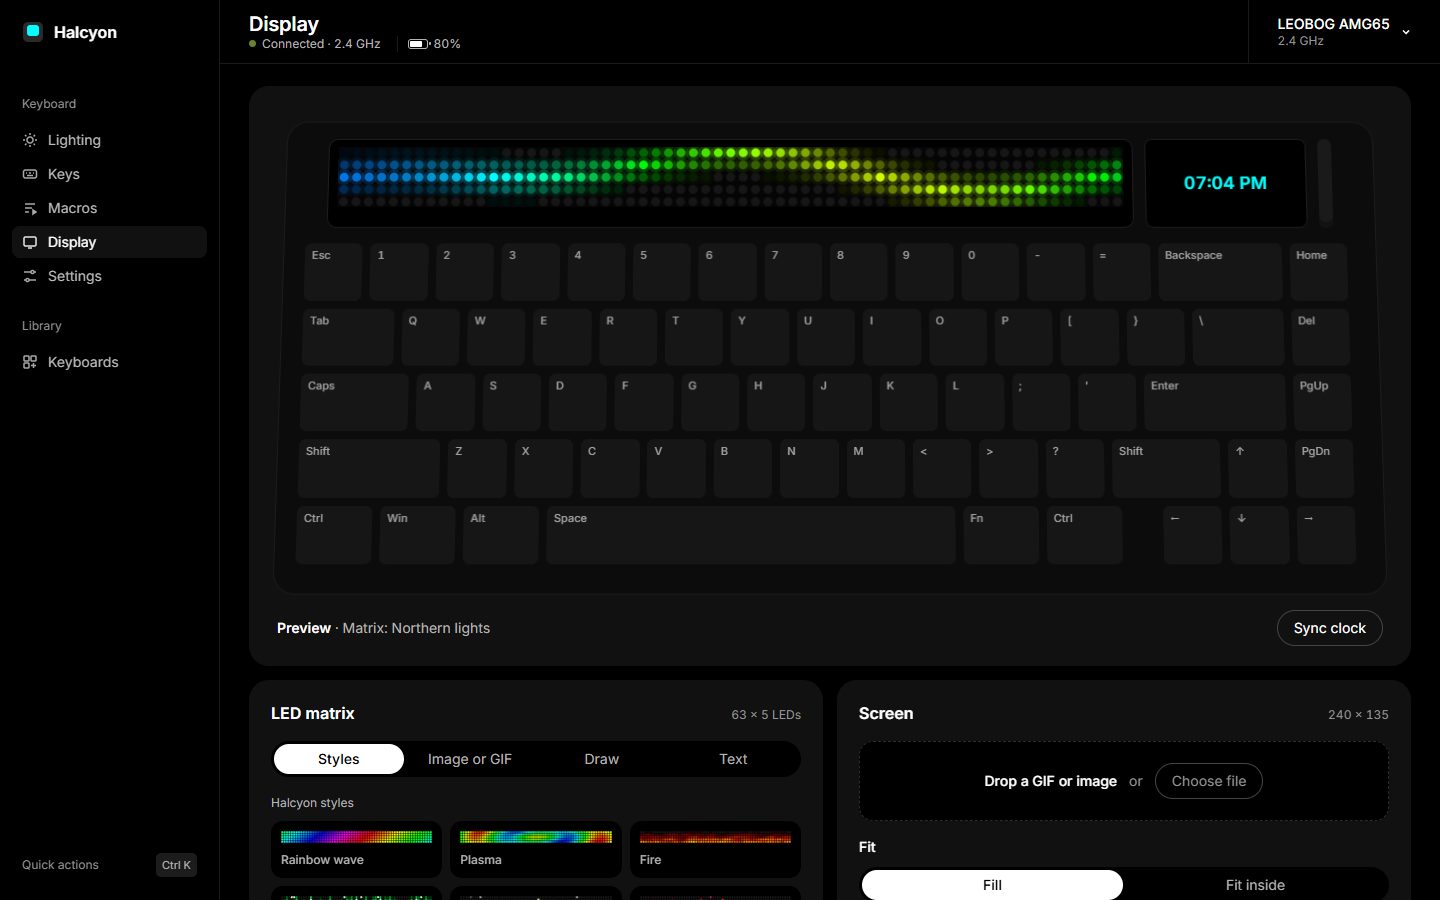 Halcyon
Display
Connected · 2.4 GHz
80%
LEOBOG AMG65
2.4 GHz
Keyboard
Lighting
Keys
Macros
Display
Settings
Library
Keyboards
Quick actions
Ctrl K
07:04 PM
Esc 1 2 3 4 5 6 7 8 9 0 - = Backspace Home
Tab Q W E R T Y U I O P [ } \ Del
Caps A S D F G H J K L ; ' Enter PgUp
Shift Z X C V B N M < > ? Shift ↑ PgDn
Ctrl Win Alt Space Fn Ctrl ← ↓ →
Preview · Matrix: Northern lights
Sync clock
LED matrix
63 × 5 LEDs
Styles
Image or GIF
Draw
Text
Halcyon styles
Rainbow wave
Plasma
Fire
Screen
240 × 135
Drop a GIF or image or Choose file
Fit
Fill
Fit inside